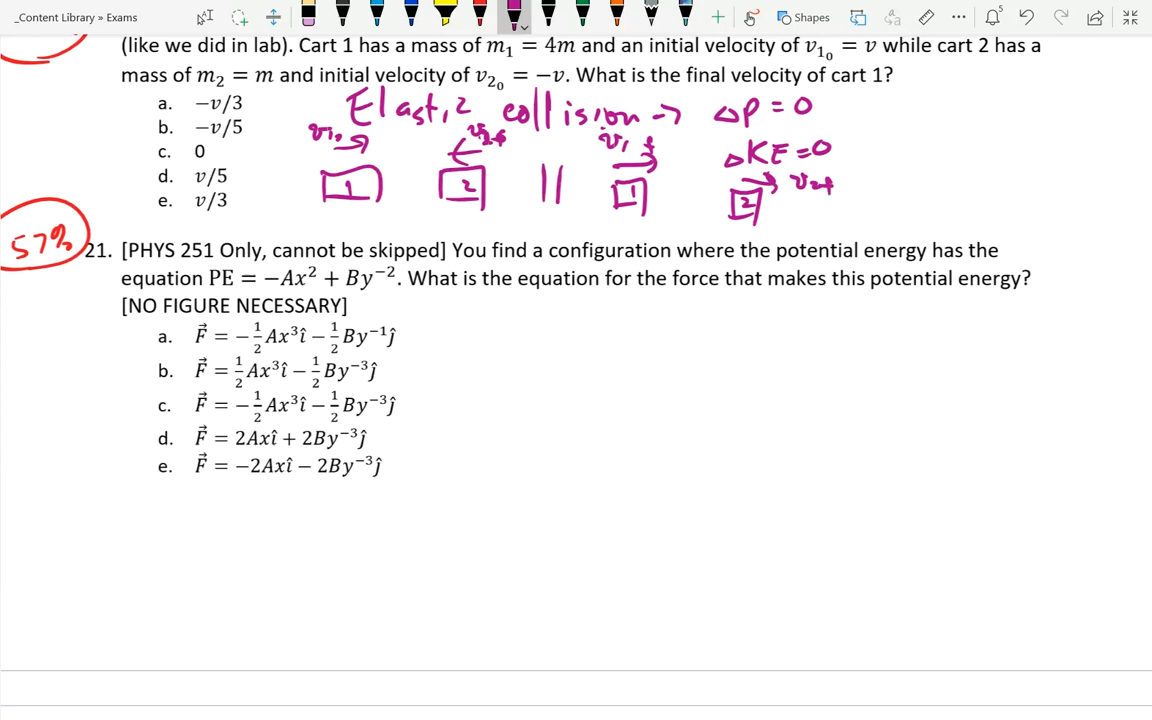 _Content Library » Exams
Shapes
5
(like we did in lab). Cart 1 has a mass of m₁ = 4m and an initial velocity of v₁₀ = v while cart 2 has a
mass of m₂ = m and initial velocity of v₂₀ = −v. What is the final velocity of cart 1?
a. −v/3
b. −v/5
c. 0
d. v/5
e. v/3
Elastic collision → ΔP = 0
ΔKE = 0
1
2
1
2
57%
21. [PHYS 251 Only, cannot be skipped] You find a configuration where the potential energy has the
equation PE = −Ax² + By⁻². What is the equation for the force that makes this potential energy?
[NO FIGURE NECESSARY]
a. F⃗ = −½Ax³î − ½By⁻¹ĵ
b. F⃗ = ½Ax³î − ½By⁻³ĵ
c. F⃗ = −½Ax³î − ½By⁻³ĵ
d. F⃗ = 2Axî + 2By⁻³ĵ
e. F⃗ = −2Axî − 2By⁻³ĵ